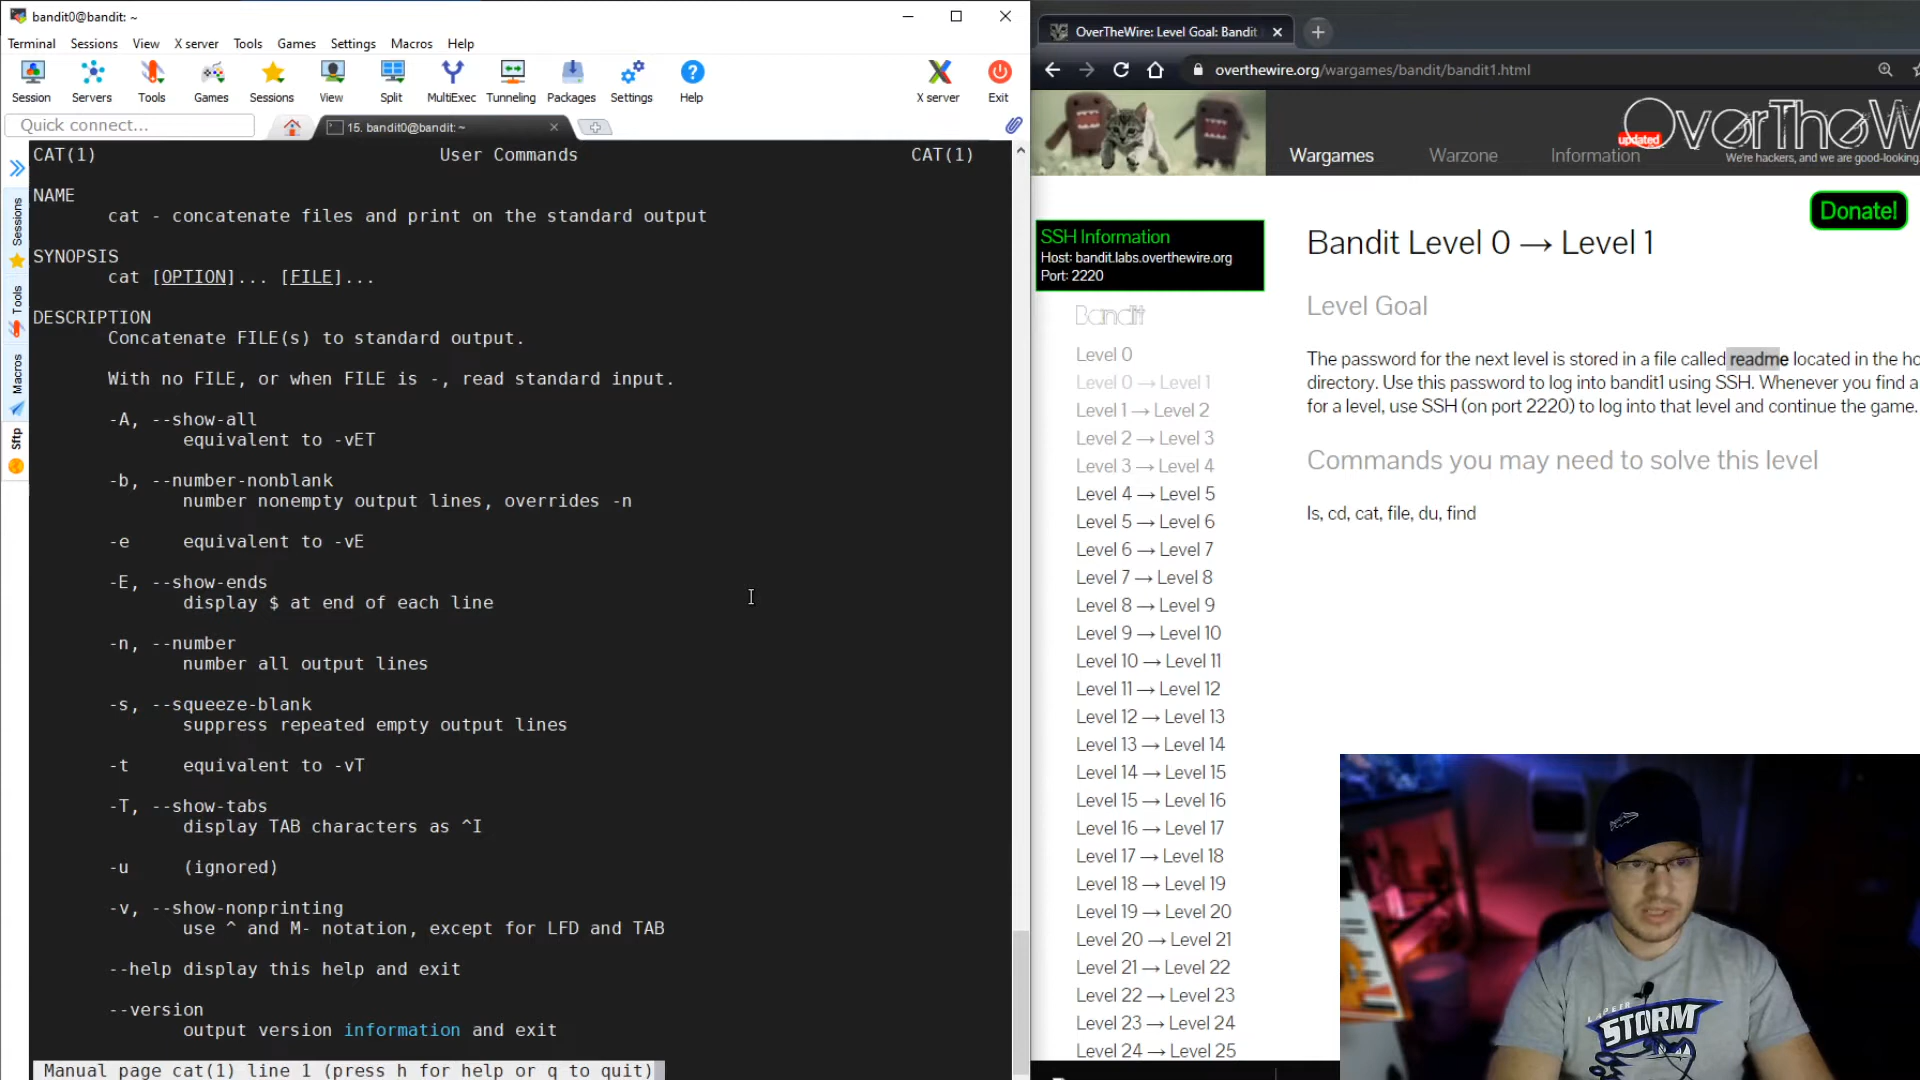 bandit0@bandit: ~
Terminal Sessions View X server Tools Games Settings Macros Help
Session Servers Tools Games Sessions View Split MultiExec Tunneling Packages Settings Help X server Exit
Quick connect...
15. bandit0@bandit: ~
Sessions
Tools
Macros
Sftp
CAT(1) User Commands CAT(1)
NAME
cat - concatenate files and print on the standard output
SYNOPSIS
cat [OPTION]... [FILE]...
DESCRIPTION
Concatenate FILE(s) to standard output.
With no FILE, or when FILE is -, read standard input.
-A, --show-all
equivalent to -vET
-b, --number-nonblank
number nonempty output lines, overrides -n
-e equivalent to -vE
-E, --show-ends
display $ at end of each line
-n, --number
number all output lines
-s, --squeeze-blank
suppress repeated empty output lines
-t equivalent to -vT
-T, --show-tabs
display TAB characters as ^I
-u (ignored)
-v, --show-nonprinting
use ^ and M- notation, except for LFD and TAB
--help display this help and exit
--version
output version information and exit
Manual page cat(1) line 1 (press h for help or q to quit)
OverTheWire: Level Goal: Bandit
overthewire.org/wargames/bandit/bandit1.html
Wargames Warzone Information
updated
OverTheW
We're hackers, and we are good-looking.
Donate!
SSH Information
Host: bandit.labs.overthewire.org
Port: 2220
Bandit
Level 0
Level 0 → Level 1
Level 1 → Level 2
Level 2 → Level 3
Level 3 → Level 4
Level 4 → Level 5
Level 5 → Level 6
Level 6 → Level 7
Level 7 → Level 8
Level 8 → Level 9
Level 9 → Level 10
Level 10 → Level 11
Level 11 → Level 12
Level 12 → Level 13
Level 13 → Level 14
Level 14 → Level 15
Level 15 → Level 16
Level 16 → Level 17
Level 17 → Level 18
Level 18 → Level 19
Level 19 → Level 20
Level 20 → Level 21
Level 21 → Level 22
Level 22 → Level 23
Level 23 → Level 24
Level 24 → Level 25
Bandit Level 0 → Level 1
Level Goal
The password for the next level is stored in a file called readme located in the ho
directory. Use this password to log into bandit1 using SSH. Whenever you find a
for a level, use SSH (on port 2220) to log into that level and continue the game.
Commands you may need to solve this level
ls, cd, cat, file, du, find
LAPEER
STORM